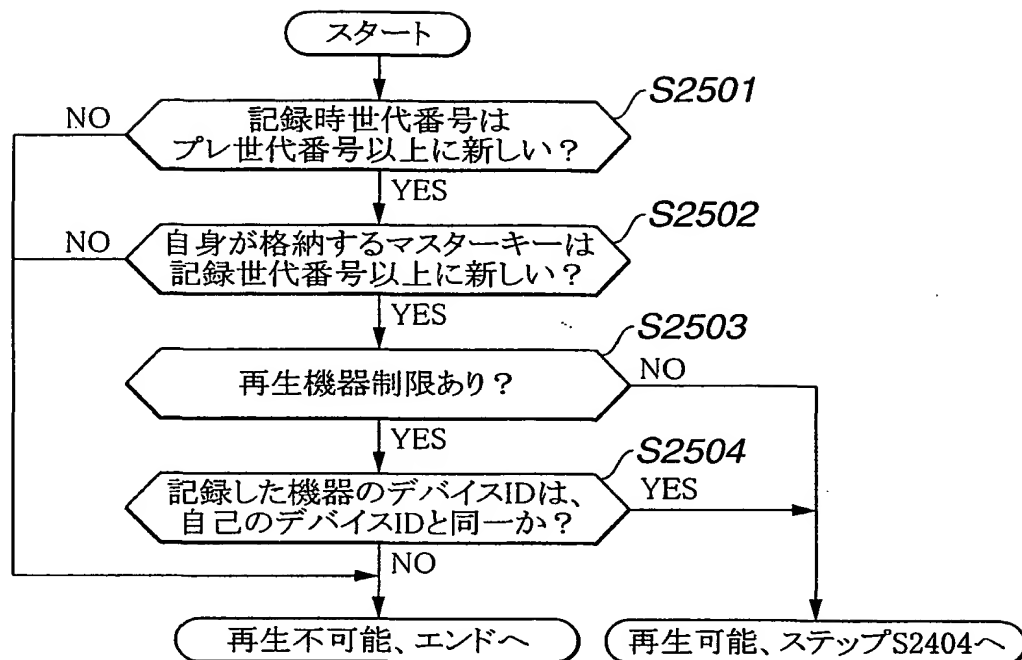 スタート
S2501
記録時世代番号は
プレ世代番号以上に新しい？
NO
YES
S2502
自身が格納するマスターキーは
記録世代番号以上に新しい？
NO
YES
S2503
再生機器制限あり？
NO
YES
S2504
記録した機器のデバイスIDは、
自己のデバイスIDと同一か？
YES
NO
再生不可能、エンドへ
再生可能、ステップS2404へ